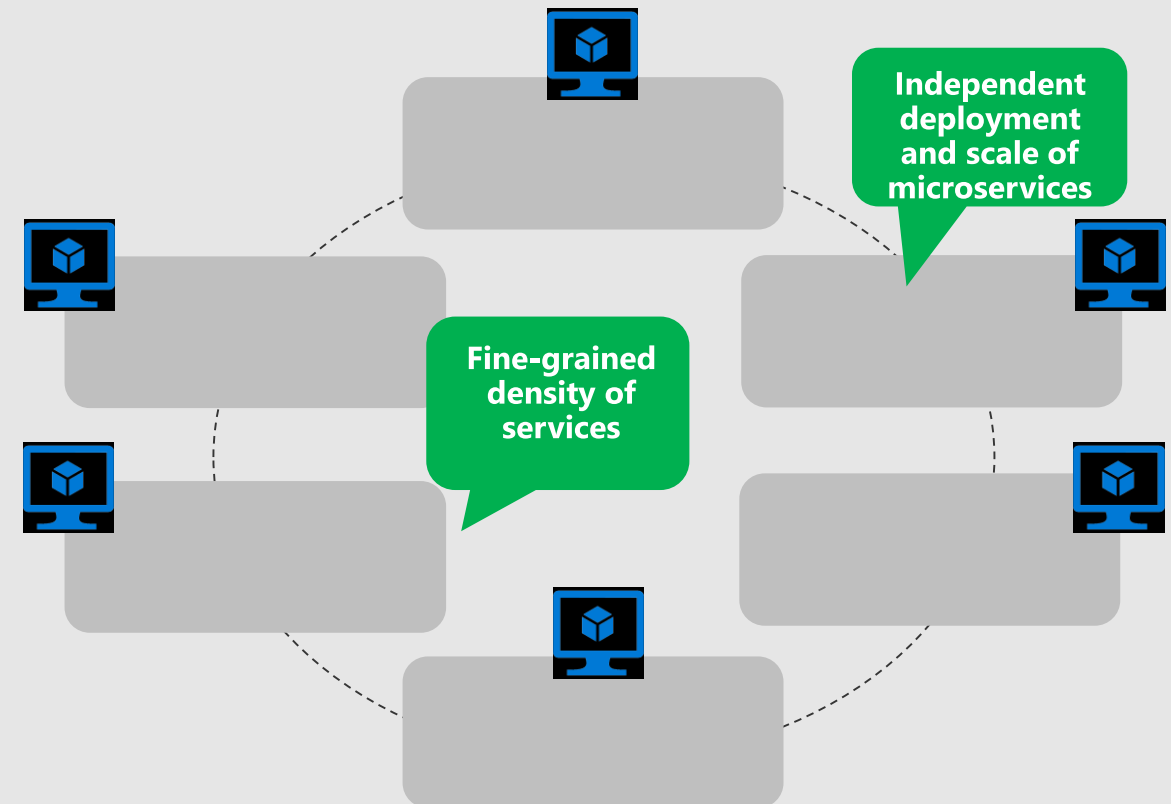 Independent
deployment
and scale of
microservices
Fine-grained
density of
services